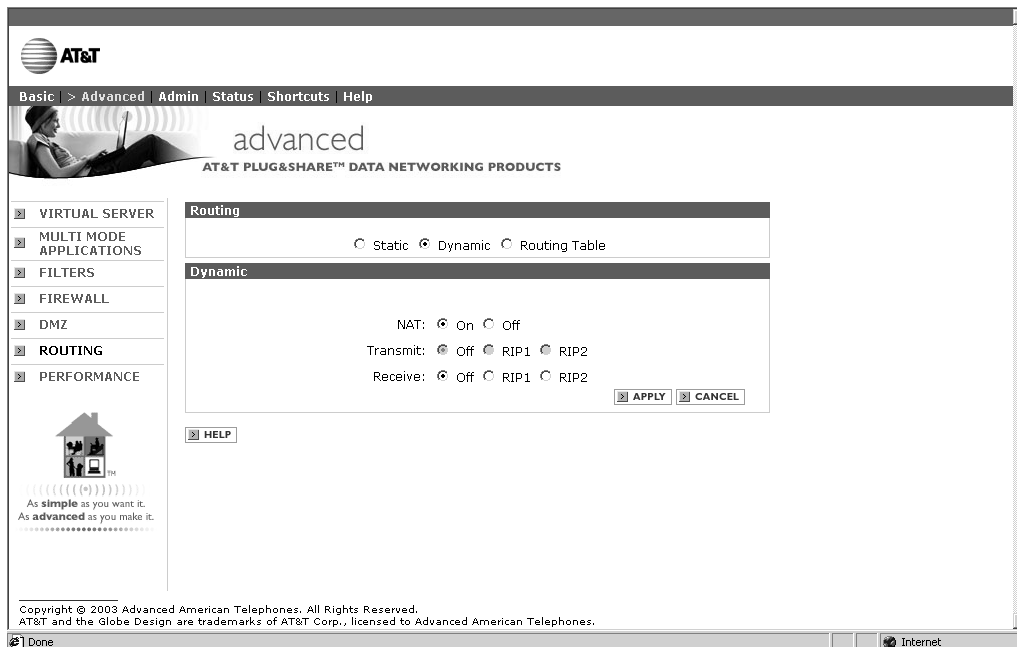 AT&T
Basic | > Advanced | Admin | Status | Shortcuts | Help
advanced
AT&T PLUG&SHARE™ DATA NETWORKING PRODUCTS
VIRTUAL SERVER
MULTI MODE
APPLICATIONS
FILTERS
FIREWALL
DMZ
ROUTING
PERFORMANCE
TM
As simple as you want it.
As advanced as you make it.
Routing
Static Dynamic Routing Table
Dynamic
NAT: On Off
Transmit: Off RIP1 RIP2
Receive: Off RIP1 RIP2
APPLY CANCEL
HELP
Copyright © 2003 Advanced American Telephones. All Rights Reserved.
AT&T and the Globe Design are trademarks of AT&T Corp., licensed to Advanced American Telephones.
Done Internet